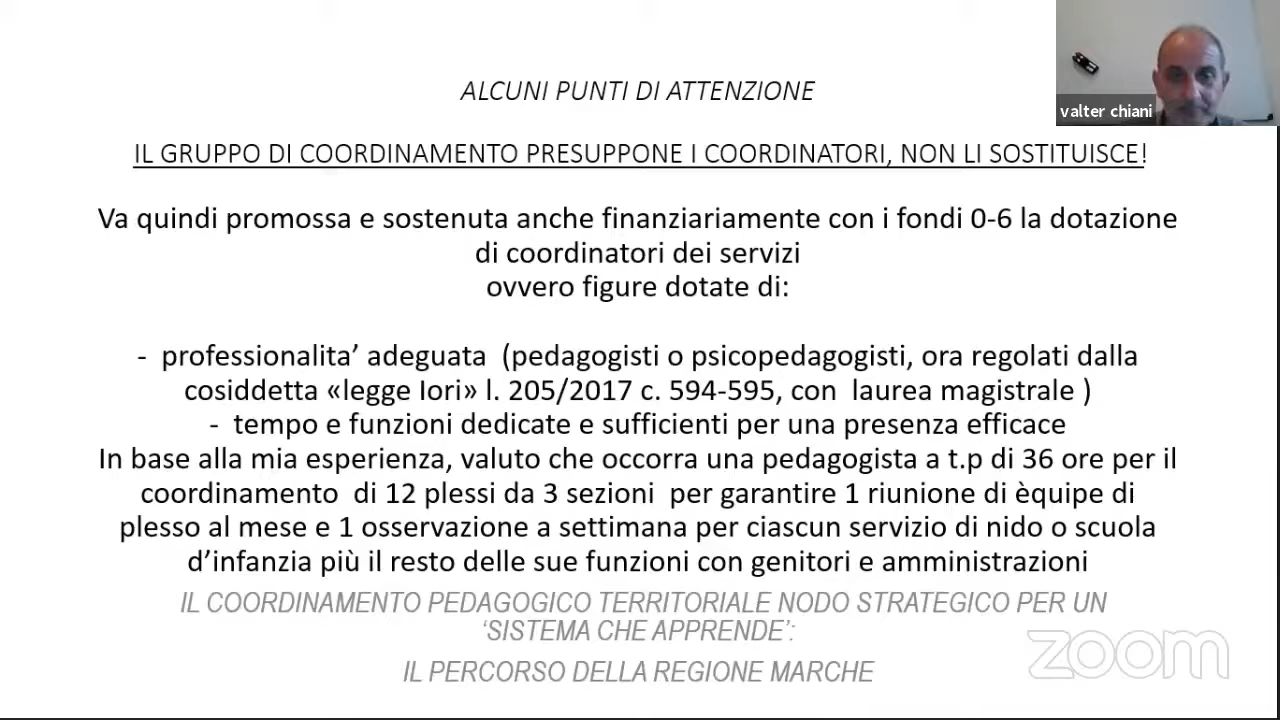 ALCUNI PUNTI DI ATTENZIONE
valter chiani
IL GRUPPO DI COORDINAMENTO PRESUPPONE I COORDINATORI, NON LI SOSTITUISCE!
Va quindi promossa e sostenuta anche finanziariamente con i fondi 0-6 la dotazione
di coordinatori dei servizi
ovvero figure dotate di:
- professionalita’ adeguata (pedagogisti o psicopedagogisti, ora regolati dalla
cosiddetta «legge Iori» l. 205/2017 c. 594-595, con laurea magistrale )
- tempo e funzioni dedicate e sufficienti per una presenza efficace
In base alla mia esperienza, valuto che occorra una pedagogista a t.p di 36 ore per il
coordinamento di 12 plessi da 3 sezioni per garantire 1 riunione di èquipe di
plesso al mese e 1 osservazione a settimana per ciascun servizio di nido o scuola
d’infanzia più il resto delle sue funzioni con genitori e amministrazioni
IL COORDINAMENTO PEDAGOGICO TERRITORIALE NODO STRATEGICO PER UN
‘SISTEMA CHE APPRENDE’:
IL PERCORSO DELLA REGIONE MARCHE
zoom